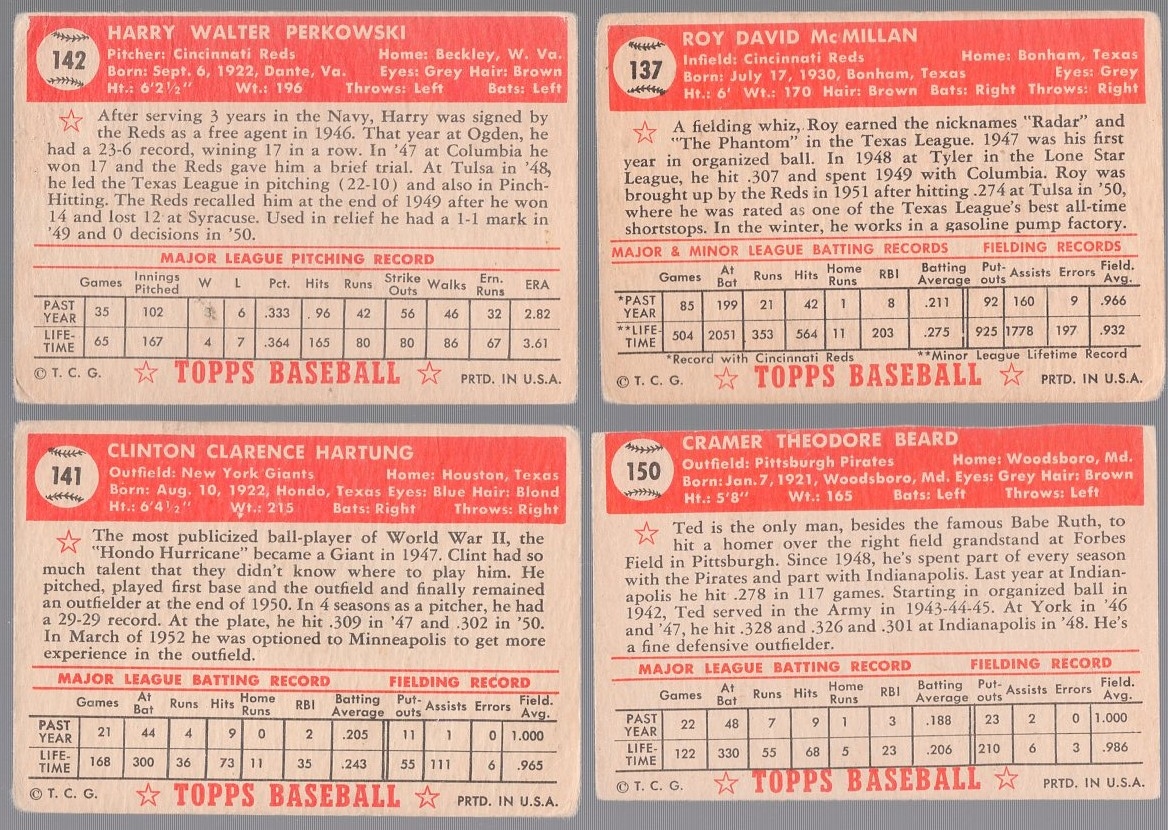 142
HARRY WALTER PERKOWSKI
Pitcher: Cincinnati Reds Home: Beckley, W. Va.
Born: Sept. 6, 1922, Dante, Va. Eyes: Grey Hair: Brown
Ht.: 6'2½" Wt.: 196 Throws: Left Bats: Left
After serving 3 years in the Navy, Harry was signed by
the Reds as a free agent in 1946. That year at Ogden, he
had a 23-6 record, wining 17 in a row. In '47 at Columbia he
won 17 and the Reds gave him a brief trial. At Tulsa in '48,
he led the Texas League in pitching (22-10) and also in Pinch-
Hitting. The Reds recalled him at the end of 1949 after he won
14 and lost 12 at Syracuse. Used in relief he had a 1-1 mark in
'49 and 0 decisions in '50.
MAJOR LEAGUE PITCHING RECORD
Games Innings Pitched W L Pct. Hits Runs Strike Outs Walks Ern. Runs ERA
PAST YEAR 35 102 3 6 .333 96 42 56 46 32 2.82
LIFE-TIME 65 167 4 7 .364 165 80 80 86 67 3.61
© T. C. G. TOPPS BASEBALL PRTD. IN U.S.A.
137
ROY DAVID McMILLAN
Infield: Cincinnati Reds Home: Bonham, Texas
Born: July 17, 1930, Bonham, Texas Eyes: Grey
Ht.: 6' Wt.: 170 Hair: Brown Bats: Right Throws: Right
A fielding whiz, Roy earned the nicknames "Radar" and
"The Phantom" in the Texas League. 1947 was his first
year in organized ball. In 1948 at Tyler in the Lone Star
League, he hit .307 and spent 1949 with Columbia. Roy was
brought up by the Reds in 1951 after hitting .274 at Tulsa in '50,
where he was rated as one of the Texas League's best all-time
shortstops. In the winter, he works in a gasoline pump factory.
MAJOR & MINOR LEAGUE BATTING RECORDS FIELDING RECORDS
Games At Bat Runs Hits Home Runs RBI Batting Average Put-outs Assists Errors Field. Avg.
*PAST YEAR 85 199 21 42 1 8 .211 92 160 9 .966
**LIFE-TIME 504 2051 353 564 11 203 .275 925 1778 197 .932
*Record with Cincinnati Reds **Minor League Lifetime Record
© T. C. G. TOPPS BASEBALL PRTD. IN U.S.A.
141
CLINTON CLARENCE HARTUNG
Outfield: New York Giants Home: Houston, Texas
Born: Aug. 10, 1922, Hondo, Texas Eyes: Blue Hair: Blond
Ht.: 6'4½" Wt.: 215 Bats: Right Throws: Right
The most publicized ball-player of World War II, the
"Hondo Hurricane" became a Giant in 1947. Clint had so
much talent that they didn't know where to play him. He
pitched, played first base and the outfield and finally remained
an outfielder at the end of 1950. In 4 seasons as a pitcher, he had
a 29-29 record. At the plate, he hit .309 in '47 and .302 in '50.
In March of 1952 he was optioned to Minneapolis to get more
experience in the outfield.
MAJOR LEAGUE BATTING RECORD FIELDING RECORD
Games At Bat Runs Hits Home Runs RBI Batting Average Put-outs Assists Errors Field. Avg.
PAST YEAR 21 44 4 9 0 2 .205 11 1 0 1.000
LIFE-TIME 168 300 36 73 11 35 .243 55 111 6 .965
© T. C. G. TOPPS BASEBALL PRTD. IN U.S.A.
150
CRAMER THEODORE BEARD
Outfield: Pittsburgh Pirates Home: Woodsboro, Md.
Born: Jan. 7, 1921, Woodsboro, Md. Eyes: Grey Hair: Brown
Ht.: 5'8" Wt.: 165 Bats: Left Throws: Left
Ted is the only man, besides the famous Babe Ruth, to
hit a homer over the right field grandstand at Forbes
Field in Pittsburgh. Since 1948, he's spent part of every season
with the Pirates and part with Indianapolis. Last year at Indian-
apolis he hit .278 in 117 games. Starting in organized ball in
1942, Ted served in the Army in 1943-44-45. At York in '46
and '47, he hit .328 and .326 and .301 at Indianapolis in '48. He's
a fine defensive outfielder.
MAJOR LEAGUE BATTING RECORD FIELDING RECORD
Games At Bat Runs Hits Home Runs RBI Batting Average Put-outs Assists Errors Field. Avg.
PAST YEAR 22 48 7 9 1 3 .188 23 2 0 1.000
LIFE-TIME 122 330 55 68 5 23 .206 210 6 3 .986
© T. C. G. TOPPS BASEBALL PRTD. IN U.S.A.